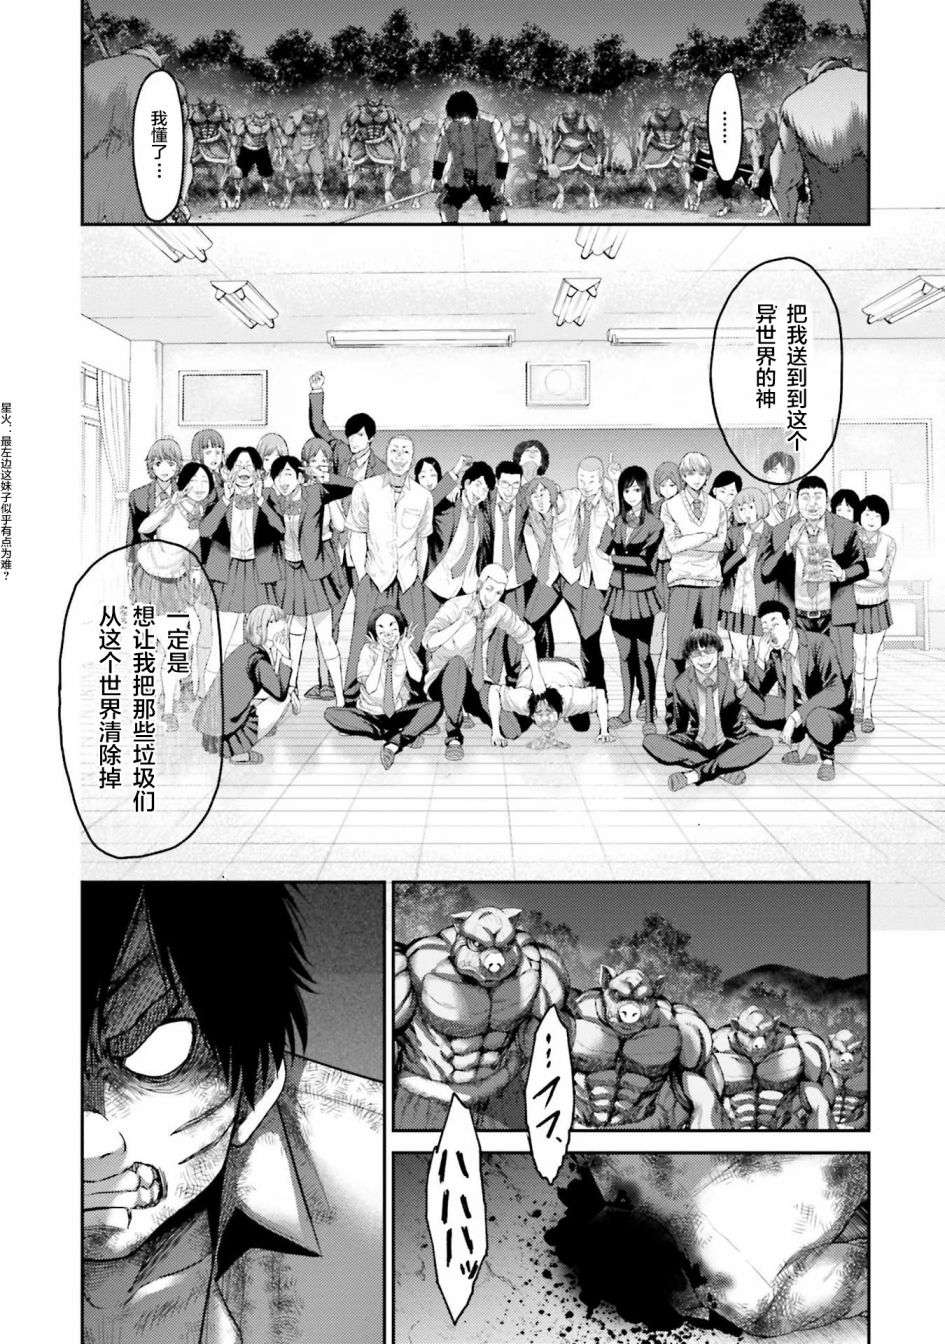 ……
我懂了…
把我送到到这个
异世界的神
一定是
想让我把那些垃圾们
从这个世界清除掉
星火：最左边这妹子似乎有点为难？
…フフ、
ハハハハッ
…